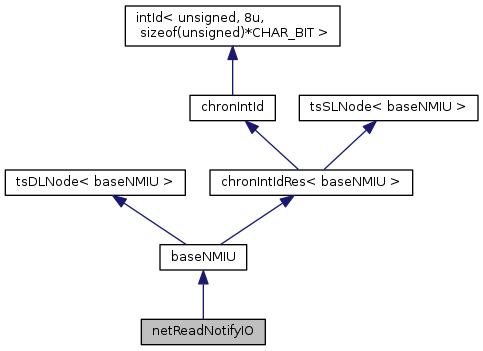 intId< unsigned, 8u,
sizeof(unsigned)*CHAR_BIT >
chronIntId
tsSLNode< baseNMIU >
tsDLNode< baseNMIU >
chronIntIdRes< baseNMIU >
baseNMIU
netReadNotifyIO